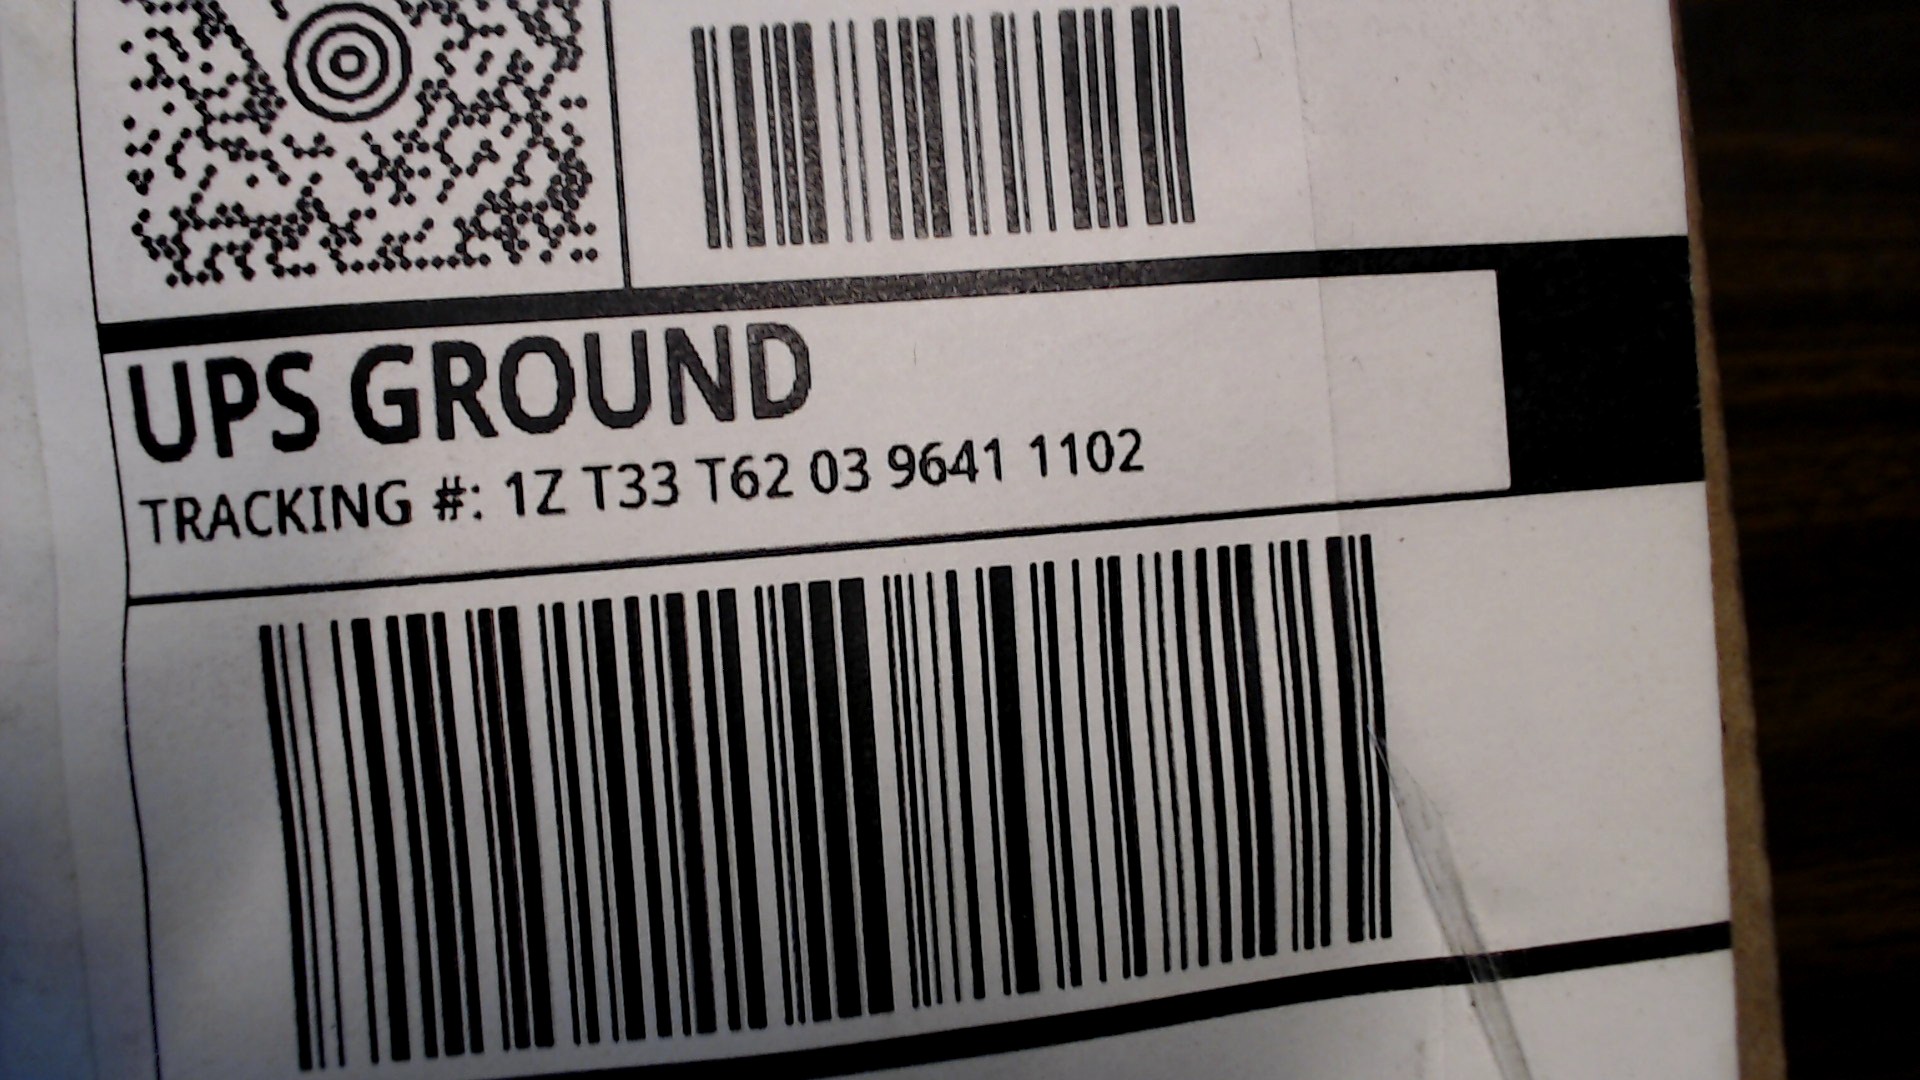 UPS GROUND
TRACKING #: 1Z T33 T62 03 9641 1102